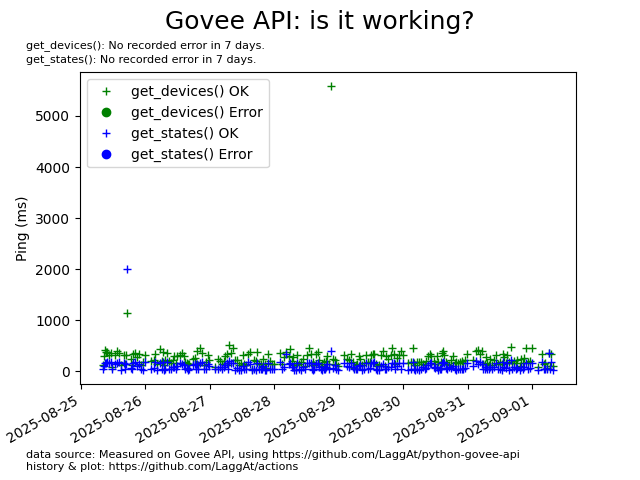 Govee API: is it working?
get_devices(): No recorded error in 7 days.
get_states(): No recorded error in 7 days.
get_devices() OK
get_devices() Error
get_states() OK
get_states() Error
Ping (ms)
5000
4000
3000
2000
1000
0
2025-08-25
2025-08-26
2025-08-27
2025-08-28
2025-08-29
2025-08-30
2025-08-31
2025-09-01
data source: Measured on Govee API, using https://github.com/LaggAt/python-govee-api
history & plot: https://github.com/LaggAt/actions